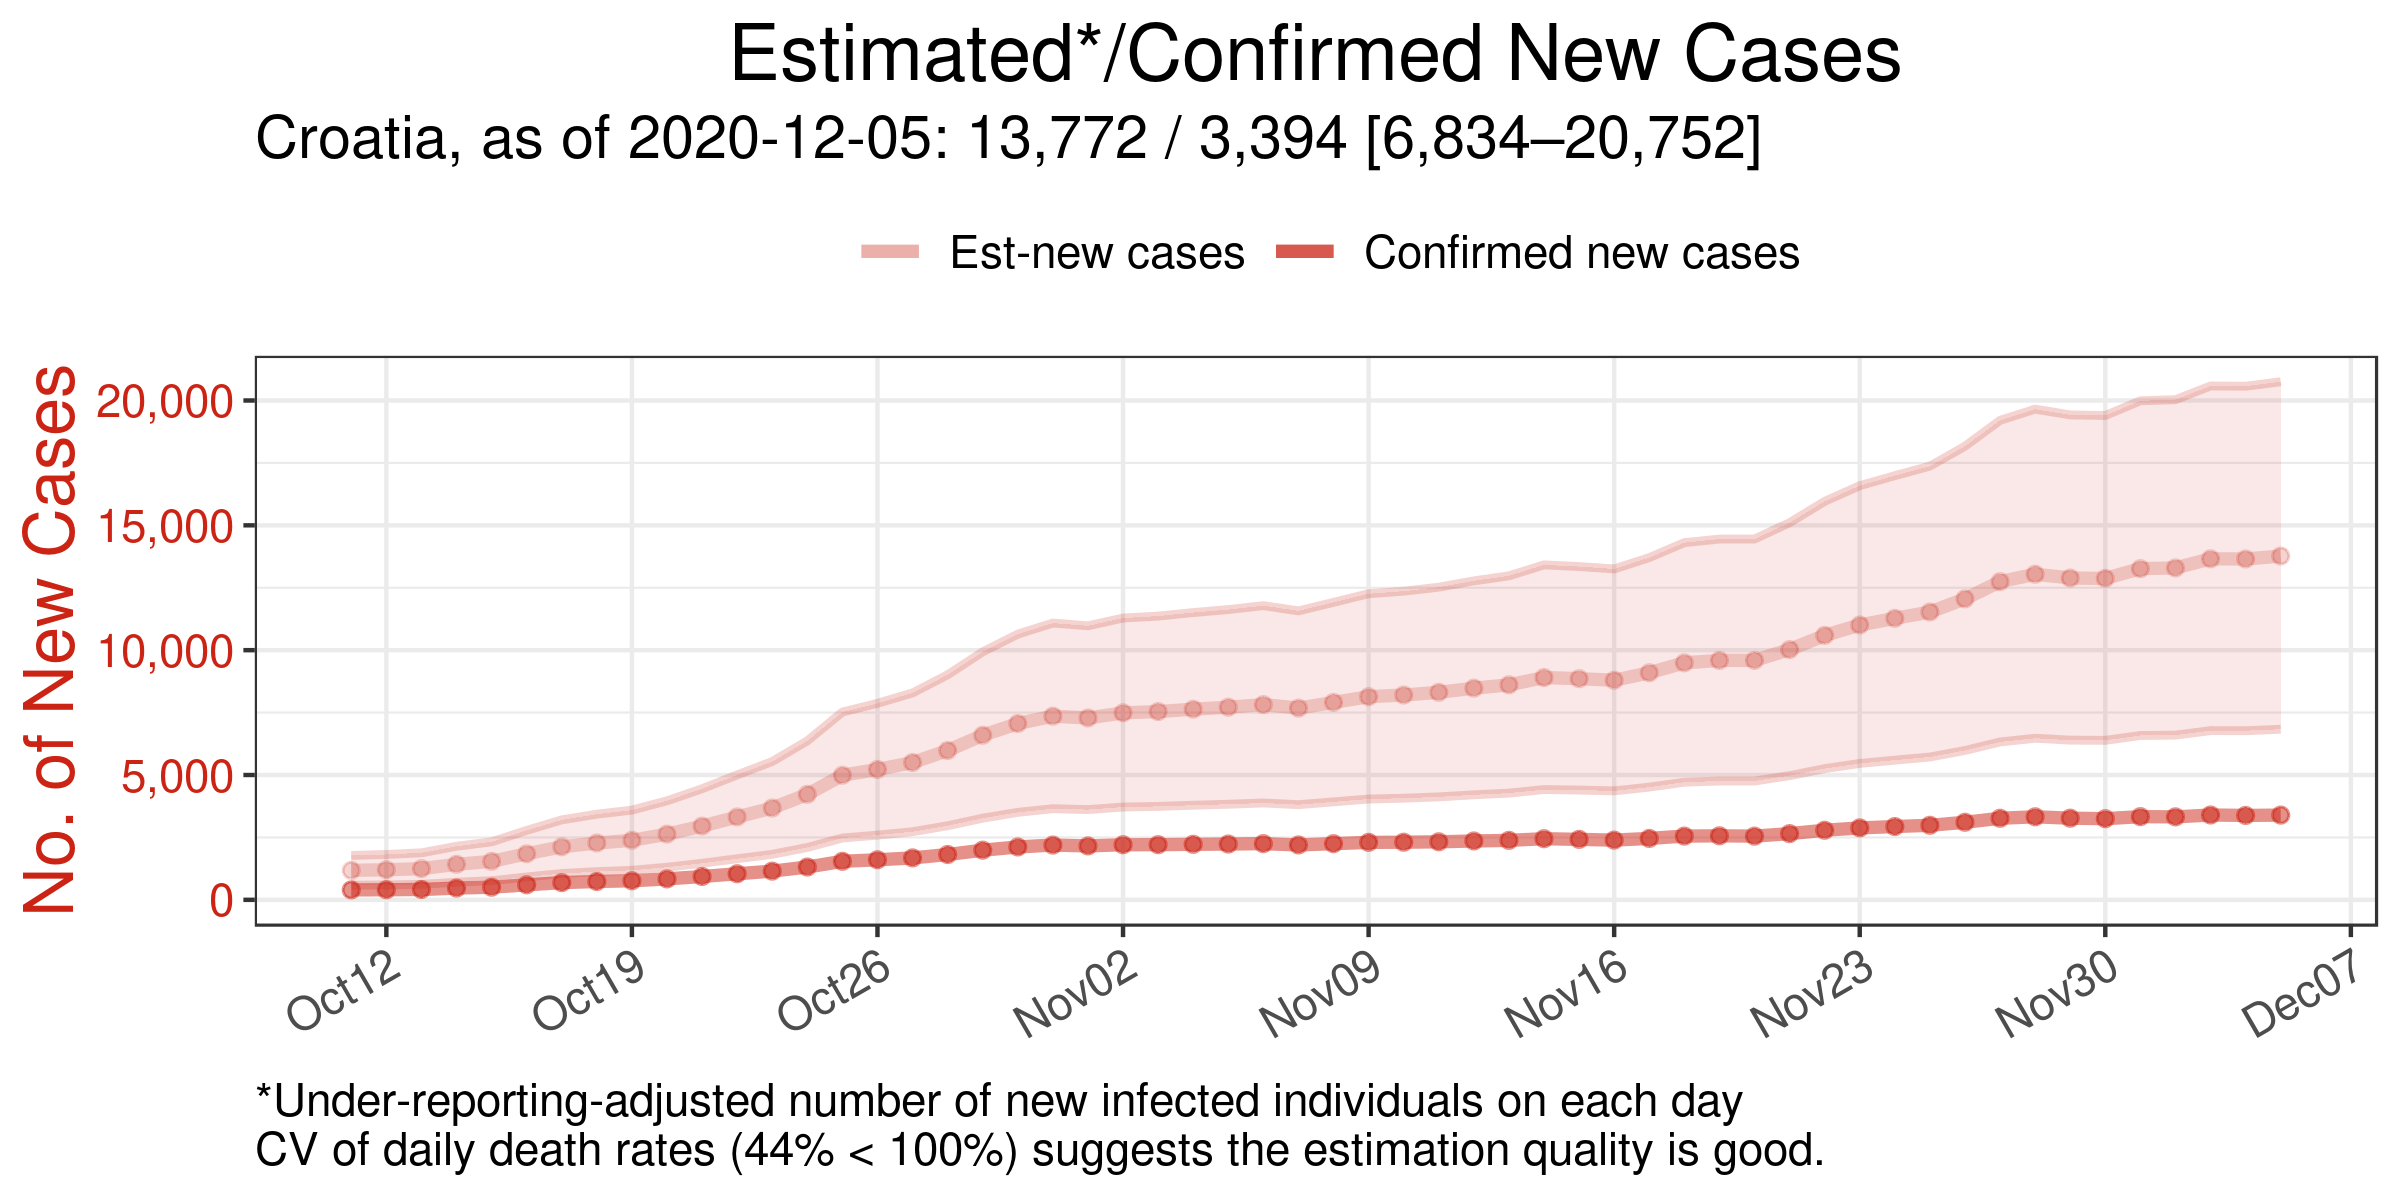 Estimated*/Confirmed New Cases
Croatia, as of 2020-12-05: 13,772 / 3,394 [6,834–20,752]
Est-new cases
Confirmed new cases
No. of New Cases
20,000
15,000
10,000
5,000
0
Oct12
Oct19
Oct26
Nov02
Nov09
Nov16
Nov23
Nov30
Dec07
*Under-reporting-adjusted number of new infected individuals on each day
CV of daily death rates (44% < 100%) suggests the estimation quality is good.